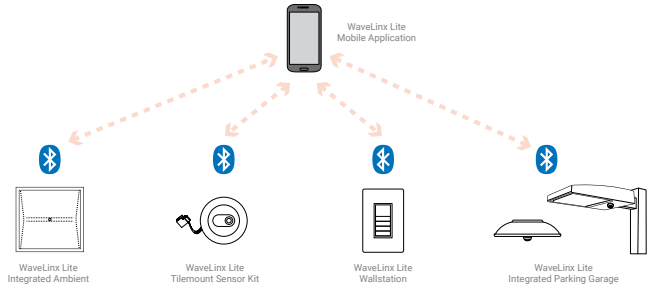 WaveLinx Lite
Mobile Application
WaveLinx Lite
Integrated Ambient
WaveLinx Lite
Tilemount Sensor Kit
WaveLinx Lite
Wallstation
WaveLinx Lite
Integrated Parking Garage